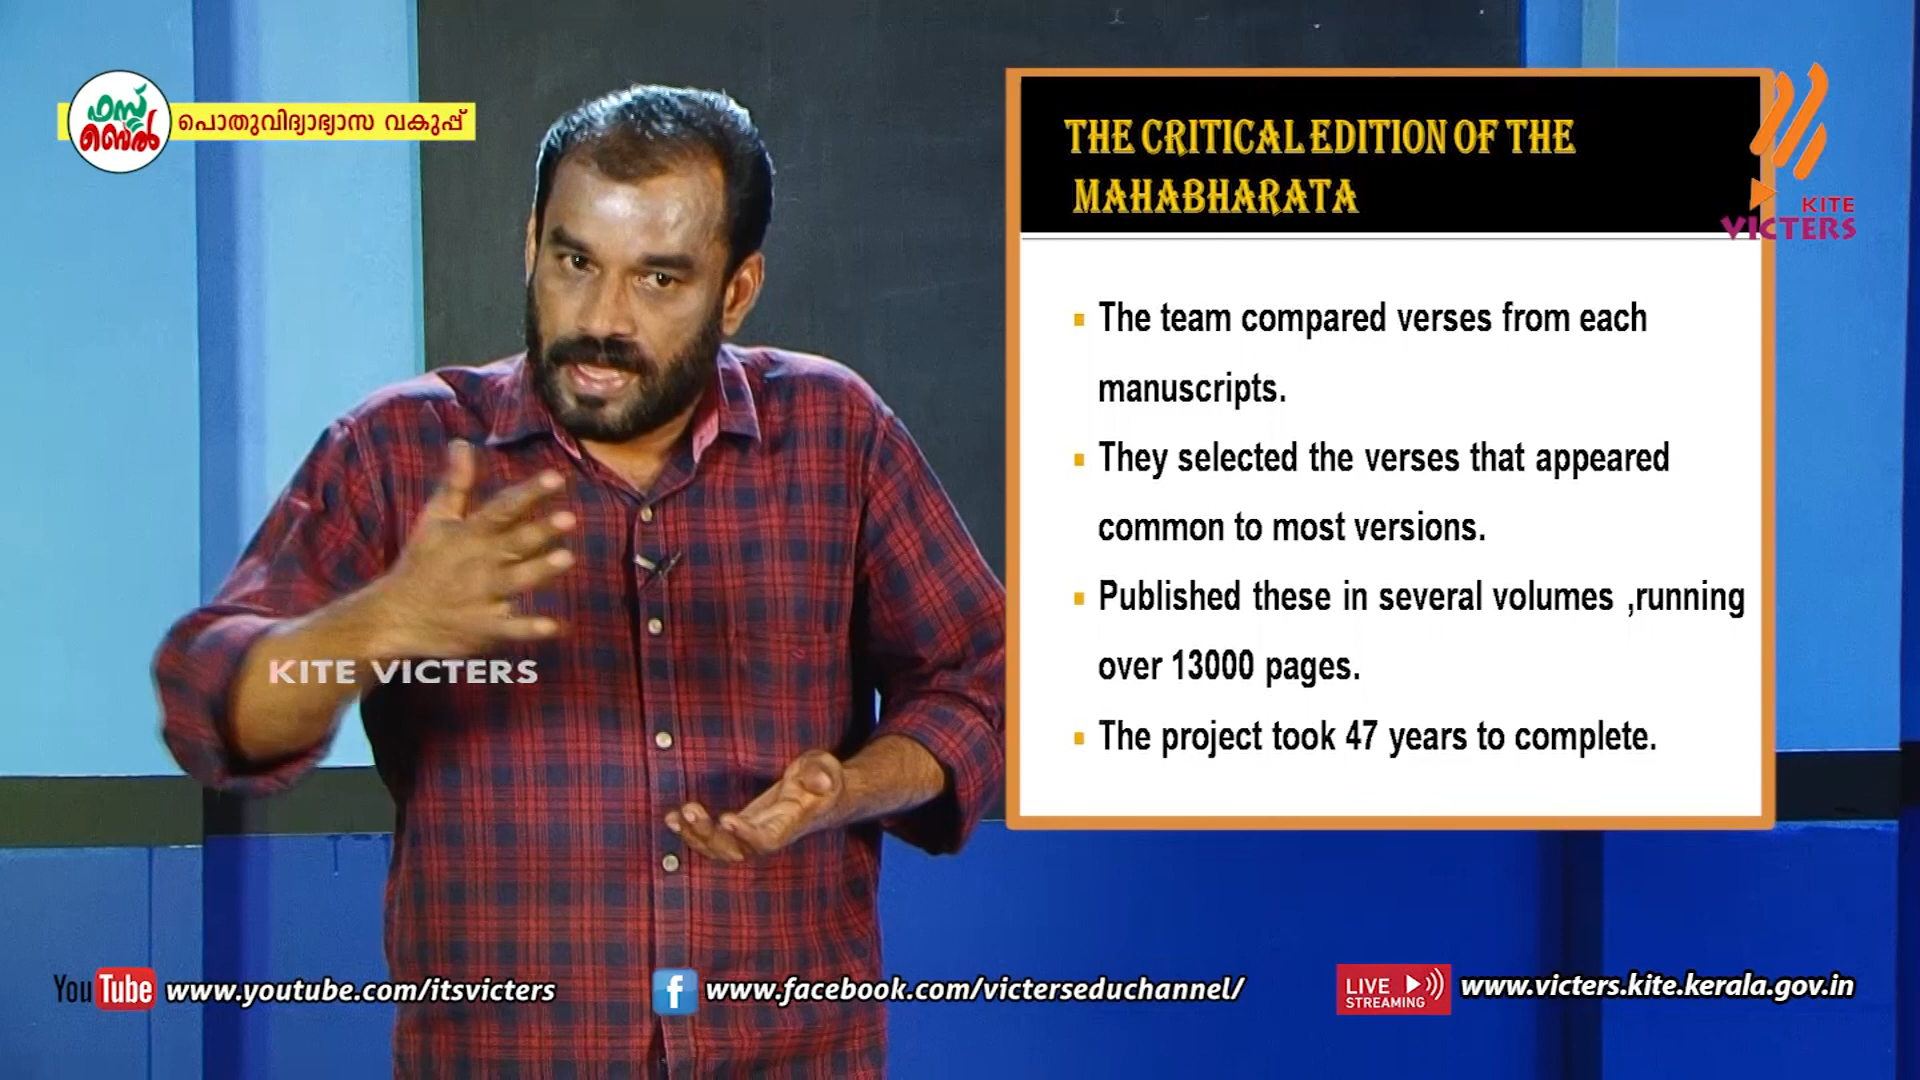 ഫസ്റ്റ്
ബെൽ
പൊതുവിദ്യാഭ്യാസ വകുപ്പ്
THE CRITICAL EDITION OF THE
MAHABHARATA
KITE
VICTERS
The team compared verses from each
manuscripts.
They selected the verses that appeared
common to most versions.
Published these in several volumes ,running
over 13000 pages.
The project took 47 years to complete.
KITE VICTERS
YouTube www.youtube.com/itsvicters
f www.facebook.com/victerseduchannel/
LIVE
STREAMING
www.victers.kite.kerala.gov.in